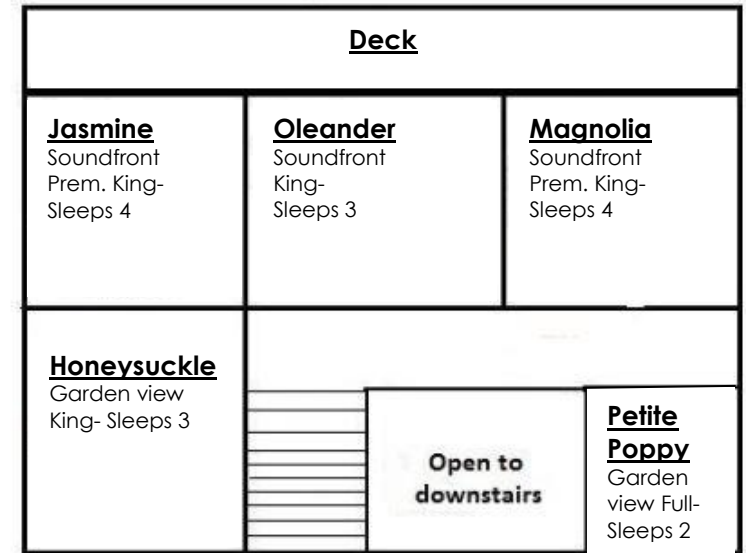 Deck
Jasmine
Soundfront
Prem. King-
Sleeps 4
Oleander
Soundfront
King-
Sleeps 3
Magnolia
Soundfront
Prem. King-
Sleeps 4
Honeysuckle
Garden view
King- Sleeps 3
Open to
downstairs
Petite
Poppy
Garden
view Full-
Sleeps 2